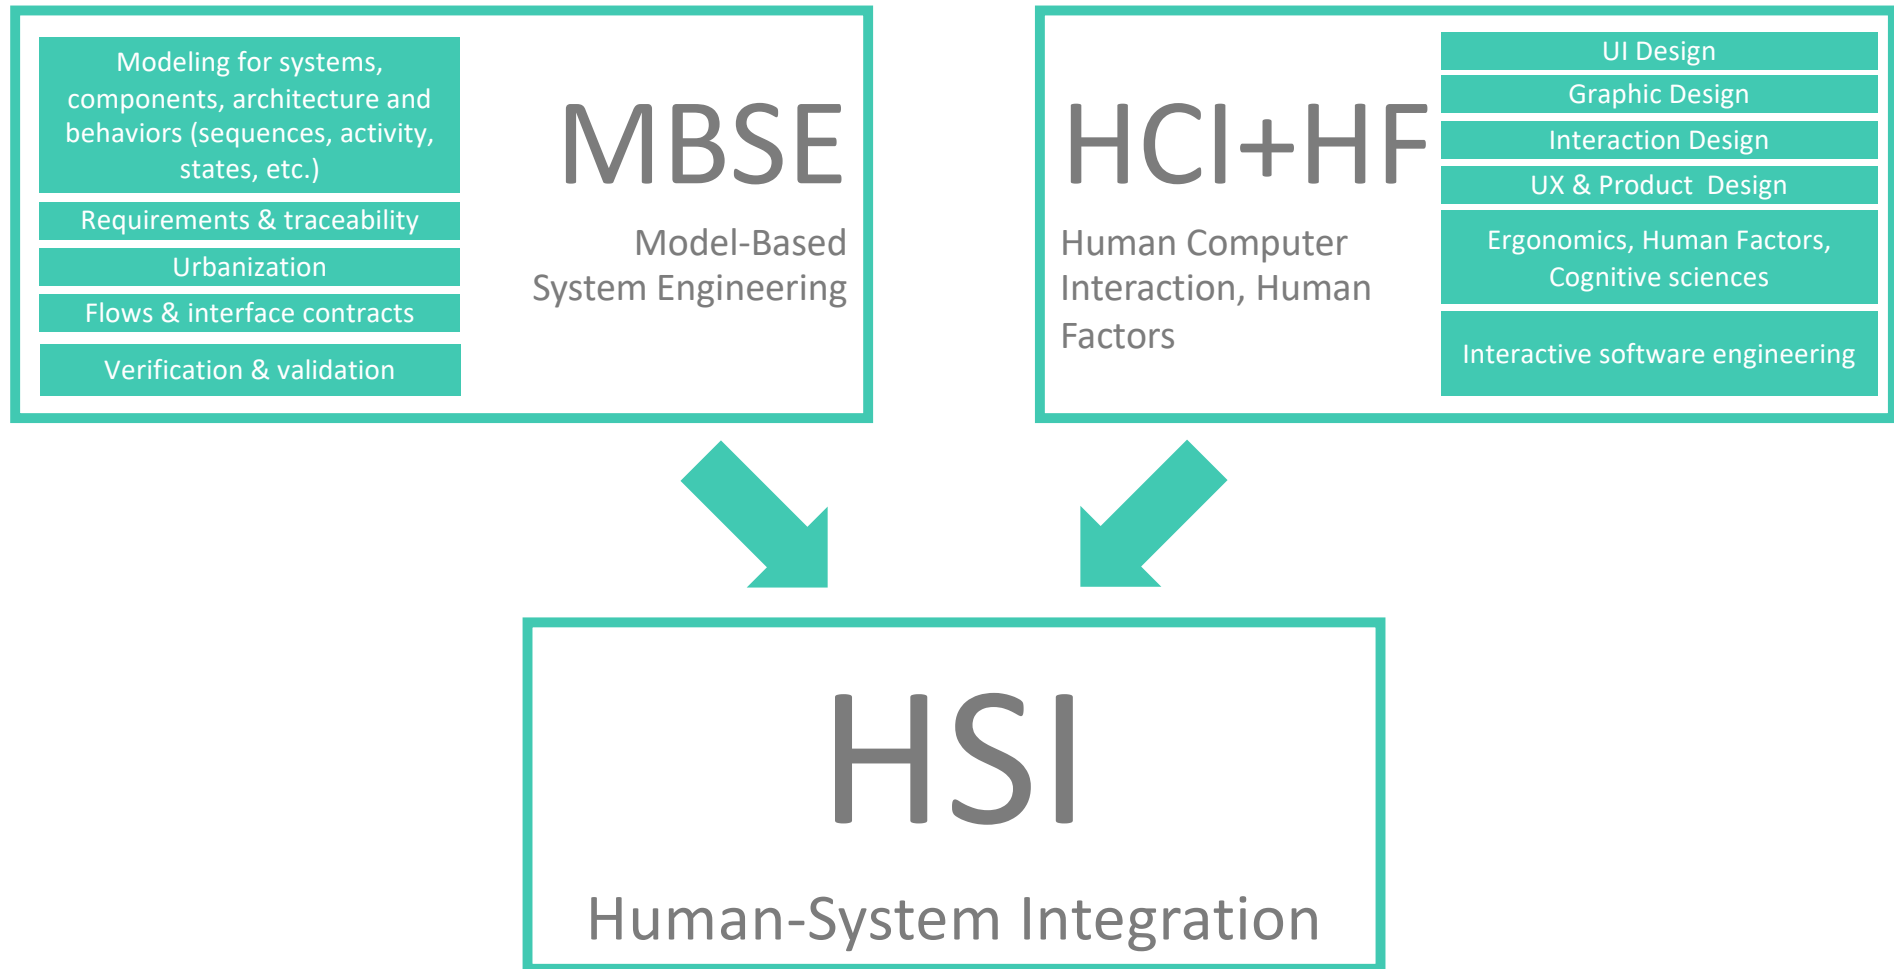 Modeling for systems,
components, architecture and
behaviors (sequences, activity,
states, etc.)
Requirements & traceability
Urbanization
Flows & interface contracts
Verification & validation
MBSE
Model-Based
System Engineering
HCI+HF
Human Computer
Interaction, Human
Factors
UI Design
Graphic Design
Interaction Design
UX & Product Design
Ergonomics, Human Factors,
Cognitive sciences
Interactive software engineering
HSI
Human-System Integration